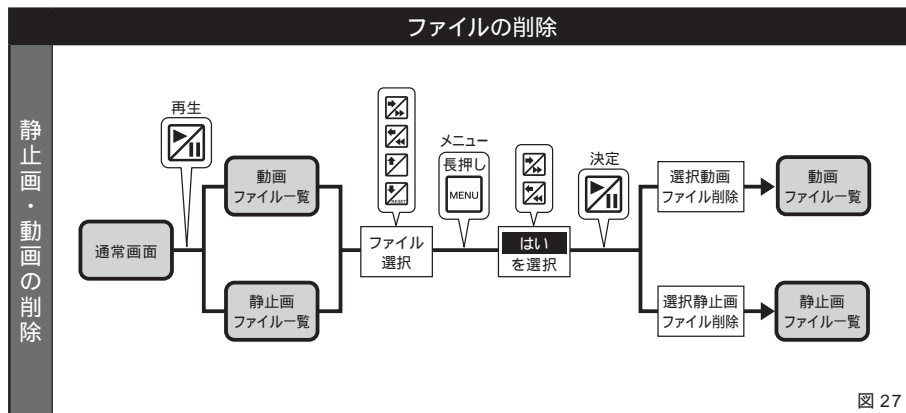 ファイルの削除
静止画・動画の削除
再生
動画
ファイル一覧
通常画面
静止画
ファイル一覧
RESET
ファイル
選択
メニュー
長押し
MENU
はい
を選択
決定
選択動画
ファイル削除
動画
ファイル一覧
選択静止画
ファイル削除
静止画
ファイル一覧
図 27